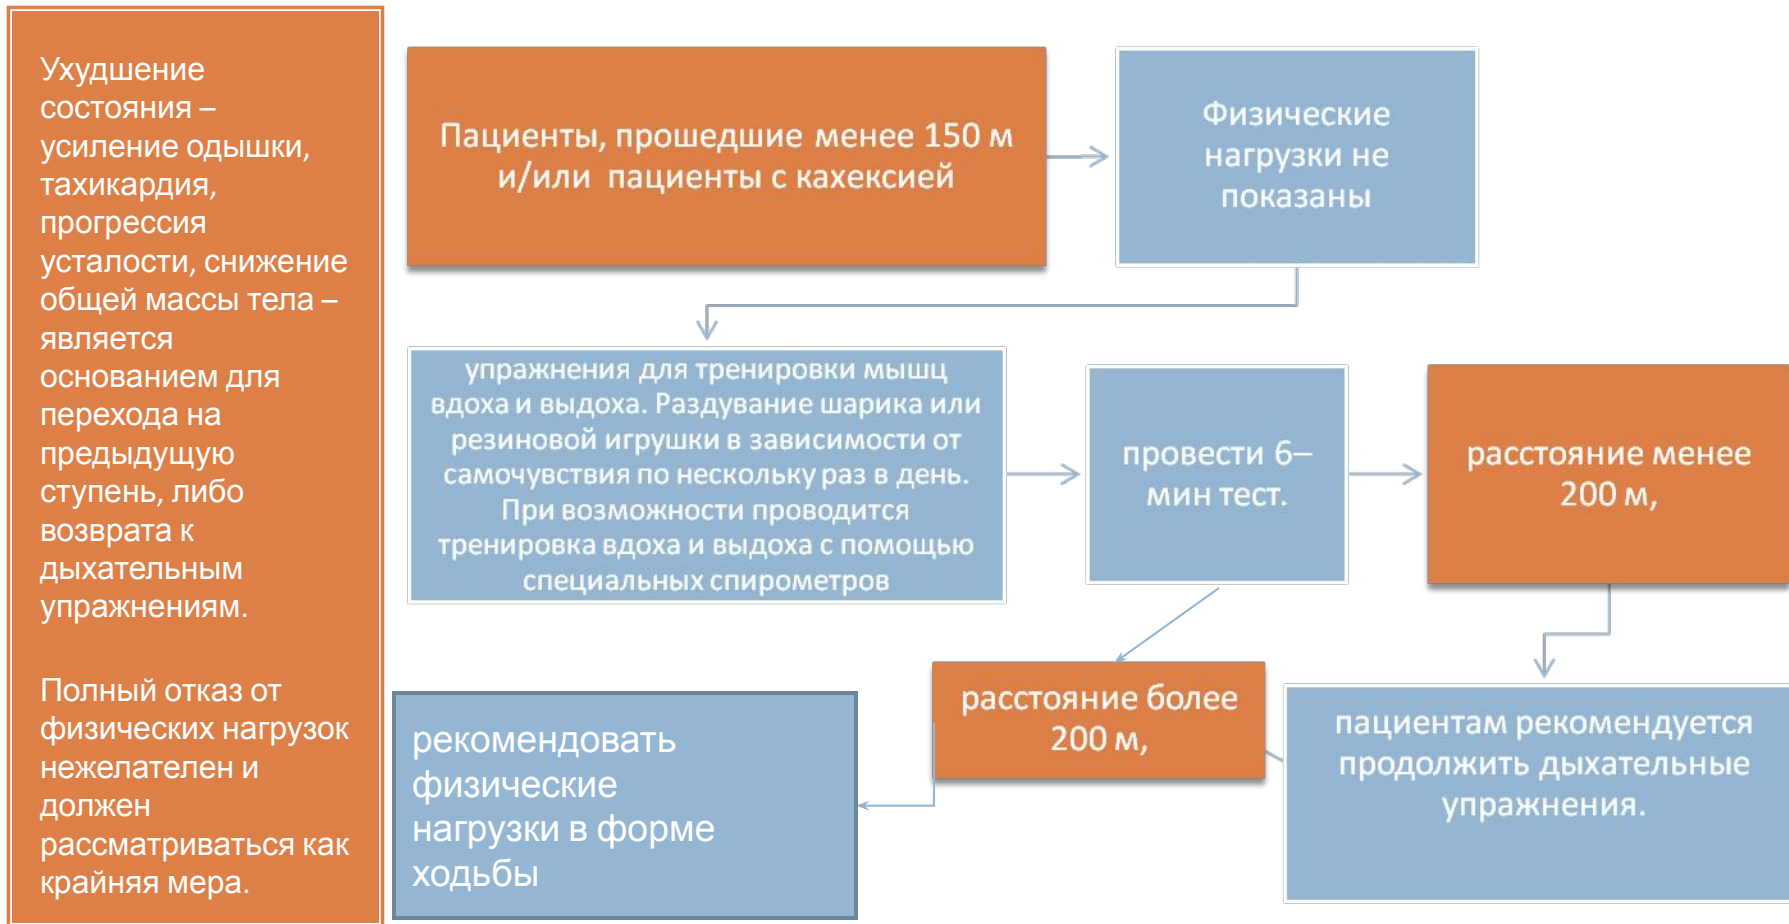 Ухудшение
состояния –
усиление одышки,
тахикардия,
прогрессия
усталости, снижение
общей массы тела –
является
основанием для
перехода на
предыдущую
ступень, либо
возврата к
дыхательным
упражнениям.
Полный отказ от
физических нагрузок
нежелателен и
должен
рассматриваться как
крайняя мера.
Пациенты, прошедшие менее 150 м
и/или пациенты с кахексией
Физические
нагрузки не
показаны
упражнения для тренировки мышц
вдоха и выдоха. Раздувание шарика или
резиновой игрушки в зависимости от
самочувствия по нескольку раз в день.
При возможности проводится
тренировка вдоха и выдоха с помощью
специальных спирометров
провести 6–
мин тест.
расстояние менее
200 м,
расстояние более
200 м,
пациентам рекомендуется
продолжить дыхательные
упражнения.
рекомендовать
физические
нагрузки в форме
ходьбы